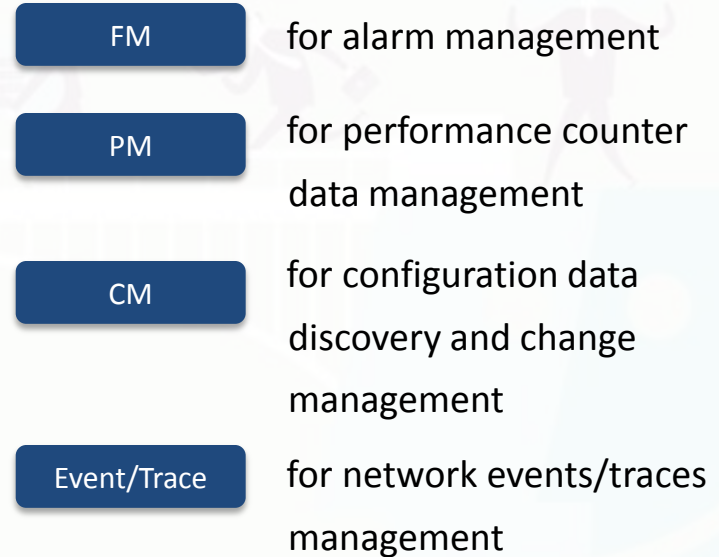 FM
for alarm management
PM
for performance counter
data management
CM
for configuration data
discovery and change
management
Event/Trace
for network events/traces
management